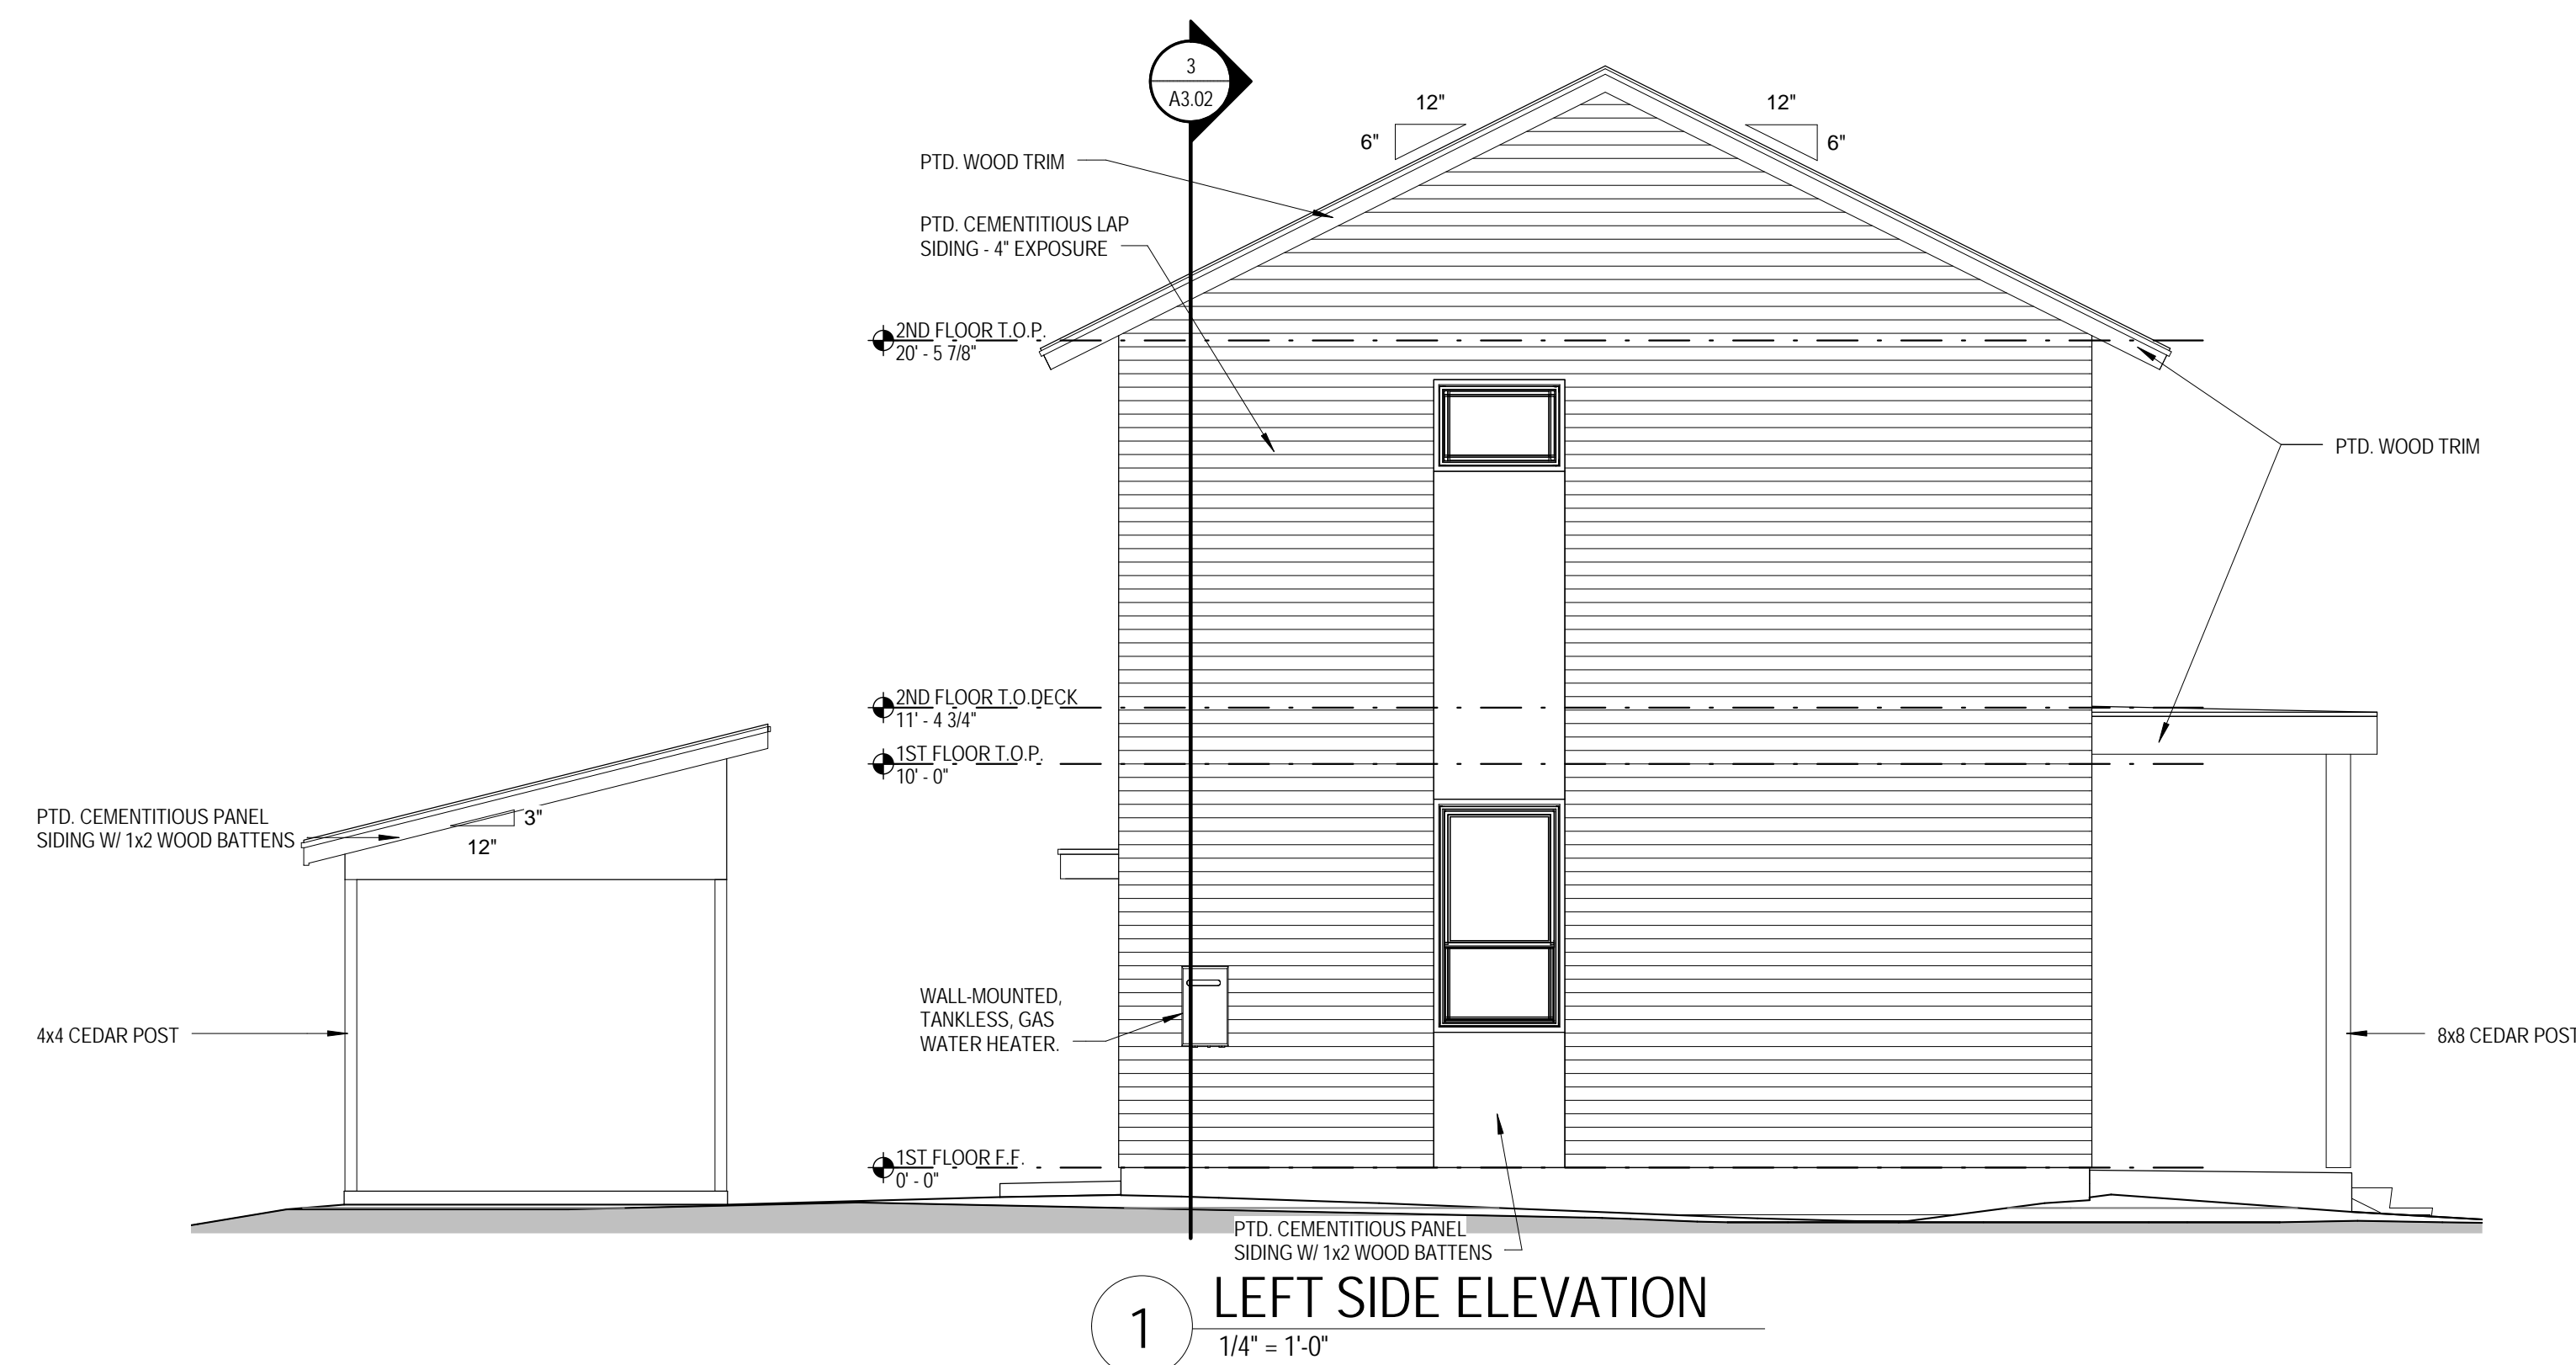 3
A3.02
12"
12"
6"
6"
PTD. WOOD TRIM
PTD. CEMENTITIOUS LAP
SIDING - 4" EXPOSURE
2ND FLOOR T.O.P.
20' - 5 7/8"
PTD. WOOD TRIM
2ND FLOOR T.O.DECK
11' - 4 3/4"
1ST FLOOR T.O.P.
10' - 0"
PTD. CEMENTITIOUS PANEL
SIDING W/ 1x2 WOOD BATTENS
3"
12"
WALL-MOUNTED,
TANKLESS, GAS
WATER HEATER.
4x4 CEDAR POST
8x8 CEDAR POST
1ST FLOOR F.F.
0' - 0"
PTD. CEMENTITIOUS PANEL
SIDING W/ 1x2 WOOD BATTENS
1
LEFT SIDE ELEVATION
1/4" = 1'-0"